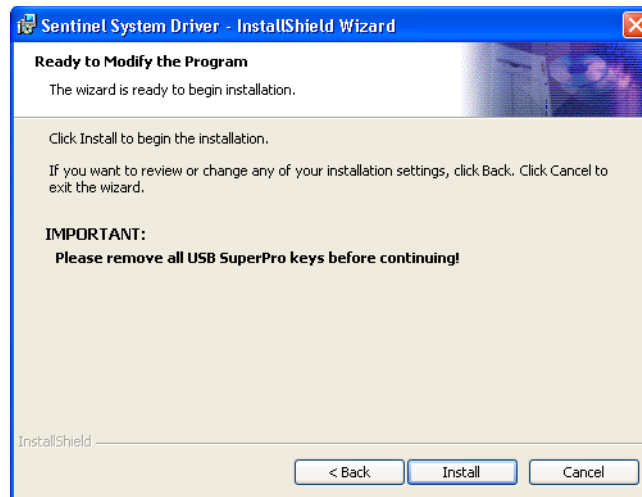 Sentinel System Driver - InstallShield Wizard
Ready to Modify the Program
The wizard is ready to begin installation.
Click Install to begin the installation.
If you want to review or change any of your installation settings, click Back. Click Cancel to
exit the wizard.
IMPORTANT:
Please remove all USB SuperPro keys before continuing!
InstallShield
< Back Install Cancel